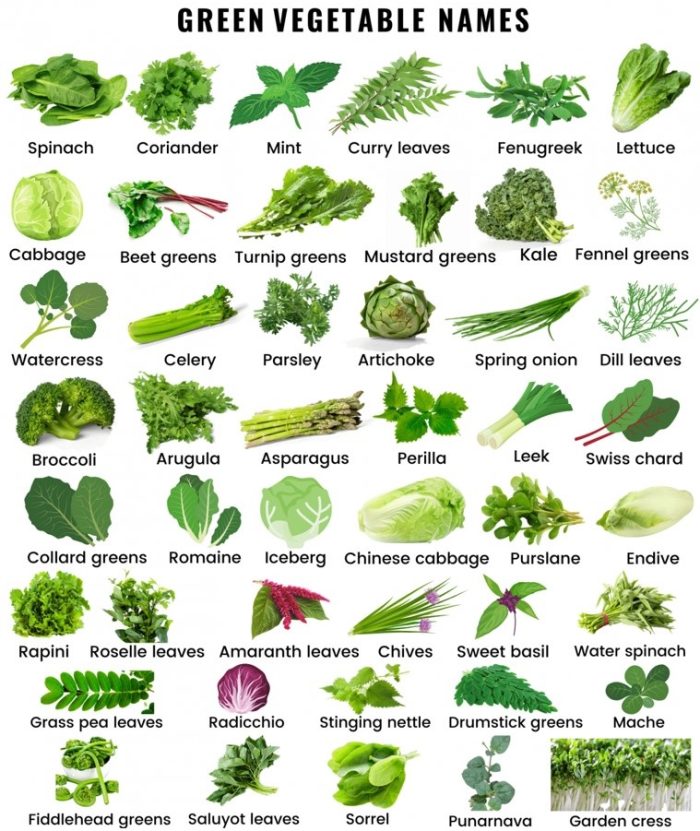 GREEN VEGETABLE NAMES
Spinach Coriander Mint Curry leaves Fenugreek Lettuce
Cabbage Beet greens Turnip greens Mustard greens Kale Fennel greens
Watercress Celery Parsley Artichoke Spring onion Dill leaves
Broccoli Arugula Asparagus Perilla Leek Swiss chard
Collard greens Romaine Iceberg Chinese cabbage Purslane Endive
Rapini Roselle leaves Amaranth leaves Chives Sweet basil Water spinach
Grass pea leaves Radicchio Stinging nettle Drumstick greens Mache
Fiddlehead greens Saluyot leaves Sorrel Punarnava Garden cress